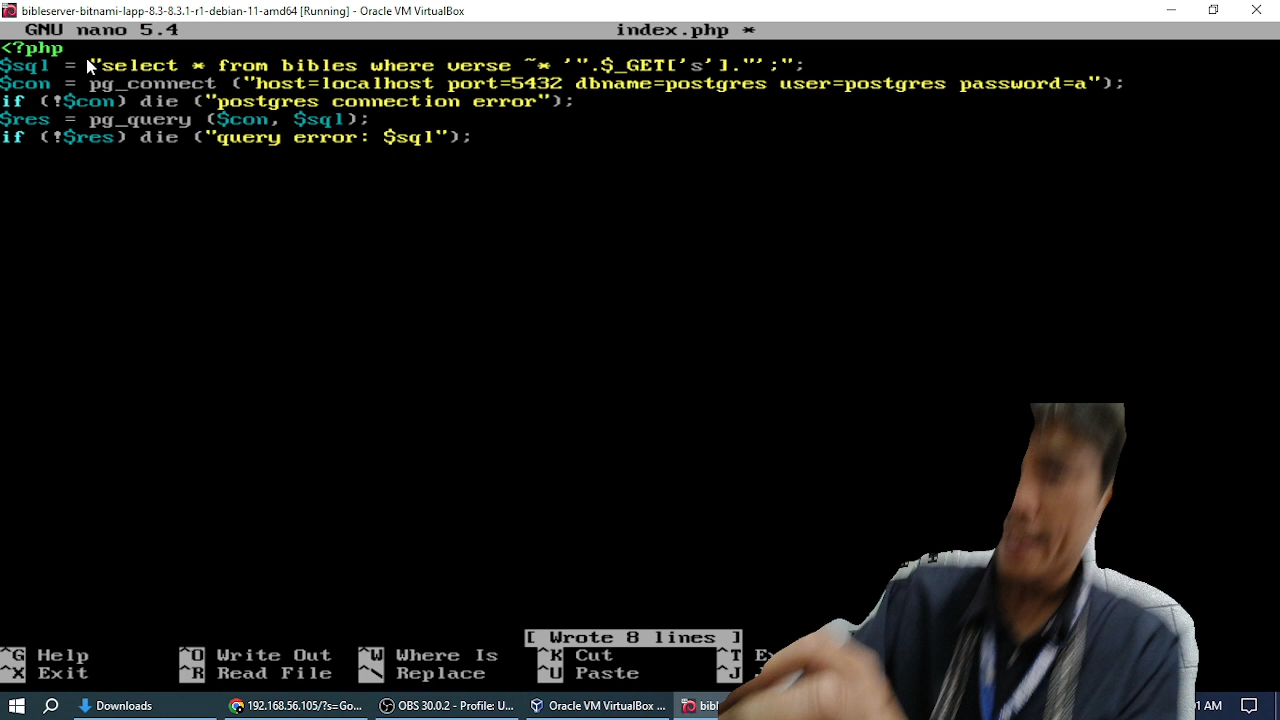 bibleserver-bitnami-lapp-8.3-8.3.1-r1-debian-11-amd64 [Running] - Oracle VM VirtualBox
GNU nano 5.4 index.php *
<?php
$sql = "select * from bibles where verse ~* '".$_GET['s']."';";
$con = pg_connect ("host=localhost port=5432 dbname=postgres user=postgres password=a");
if (!$con) die ("postgres connection error");
$res = pg_query ($con, $sql);
if (!$res) die ("query error: $sql");
[ Wrote 8 lines ]
^G Help ^O Write Out ^W Where Is ^K Cut ^T
^X Exit ^R Read File ^\ Replace ^U Paste ^J
Downloads 192.168.56.105/?s=Go... OBS 30.0.2 - Profile: U... Oracle VM VirtualBox ... AM